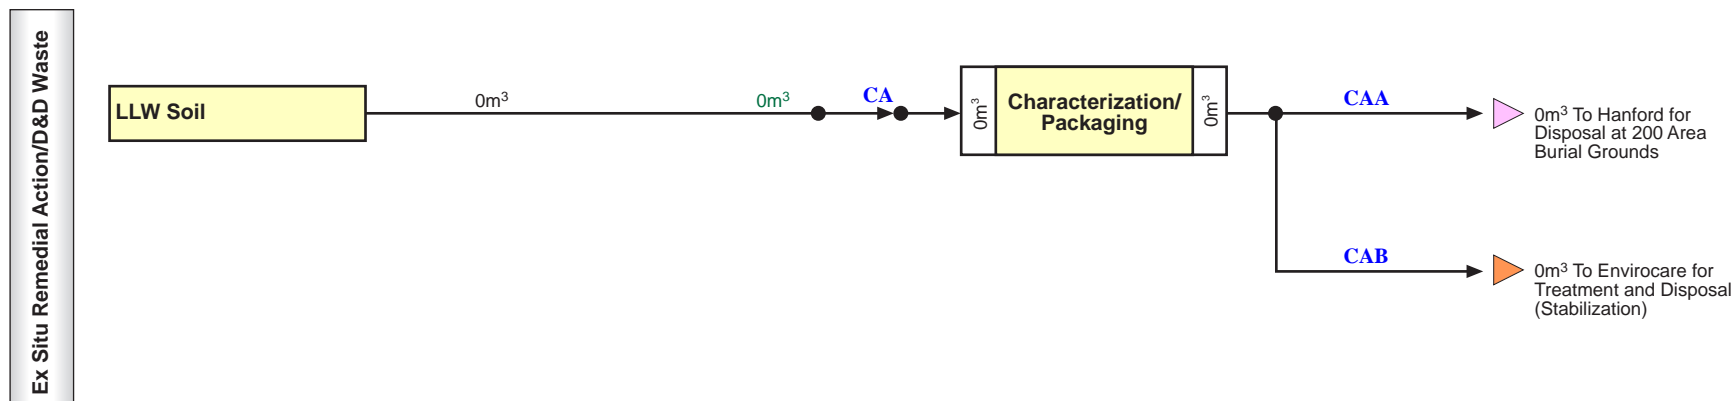 Ex Situ Remedial Action/D&D Waste
LLW Soil
0m³
0m³
CA
0m³
Characterization/
Packaging
0m³
CAA
0m³ To Hanford for
Disposal at 200 Area
Burial Grounds
CAB
0m³ To Envirocare for
Treatment and Disposal
(Stabilization)